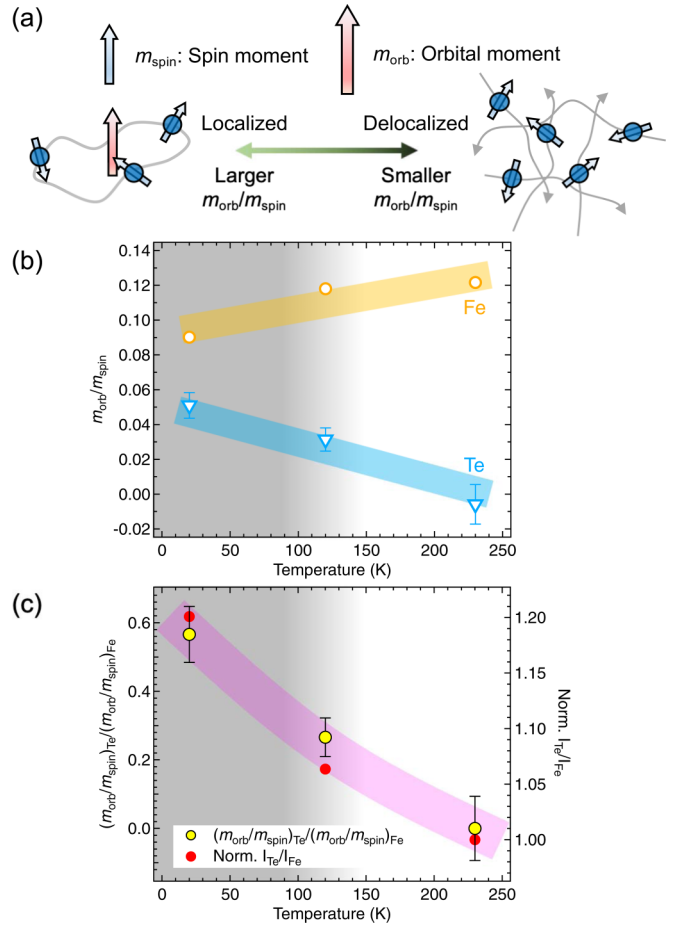 (a)
m_spin: Spin moment
m_orb: Orbital moment
Localized
Delocalized
Larger
m_orb/m_spin
Smaller
m_orb/m_spin
(b)
0.14
0.12
0.10
0.08
0.06
0.04
0.02
0.00
-0.02
m_orb/m_spin
Fe
Te
0 50 100 150 200 250
Temperature (K)
(c)
0.6
0.4
0.2
0.0
(m_orb/m_spin)_Te/(m_orb/m_spin)_Fe
1.20
1.15
1.10
1.05
1.00
Norm. I_Te/I_Fe
(m_orb/m_spin)_Te/(m_orb/m_spin)_Fe
Norm. I_Te/I_Fe
0 50 100 150 200 250
Temperature (K)